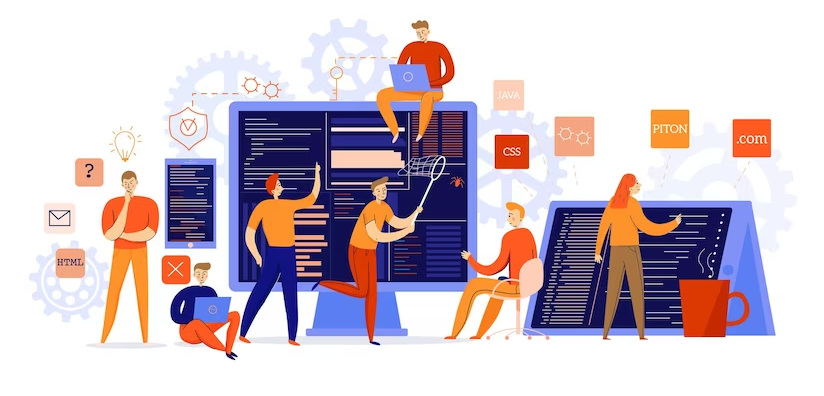 JAVA
PITON
.com
CSS
?
HTML